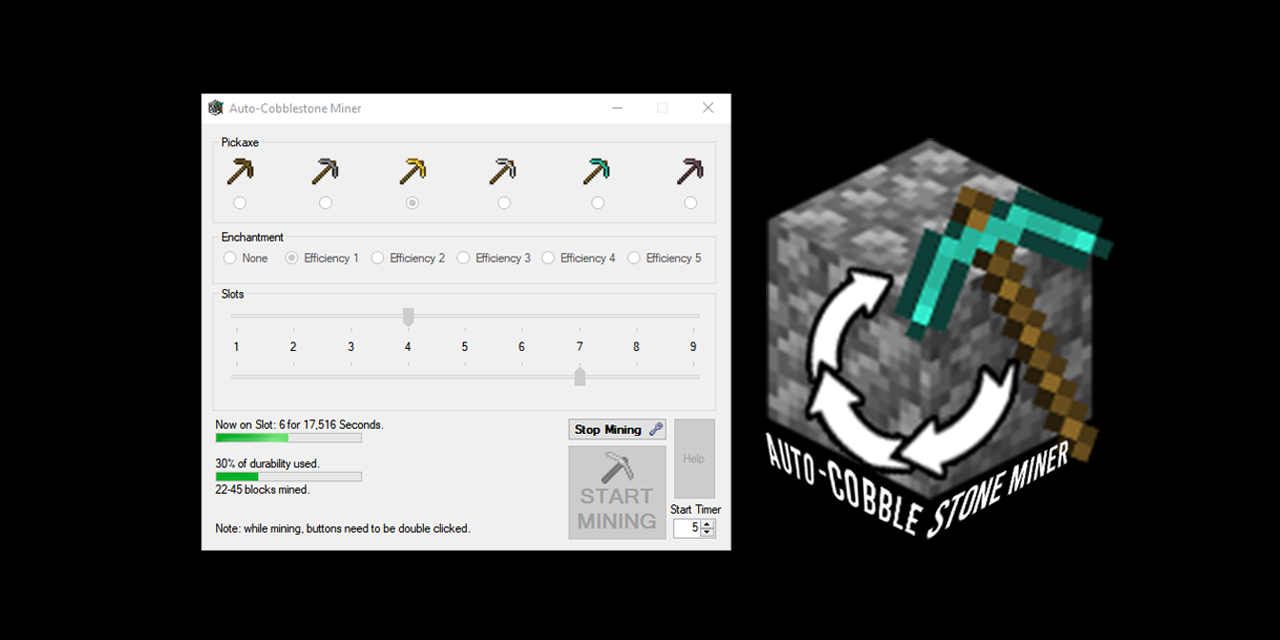 Auto-Cobblestone Miner
Pickaxe
Enchantment
None Efficiency 1 Efficiency 2 Efficiency 3 Efficiency 4 Efficiency 5
Slots
1 2 3 4 5 6 7 8 9
Now on Slot: 6 for 17,516 Seconds.
30% of durability used.
22-45 blocks mined.
Note: while mining, buttons need to be double clicked.
Stop Mining
START
MINING
Help
Start Timer
5
AUTO-COBBLE STONE MINER